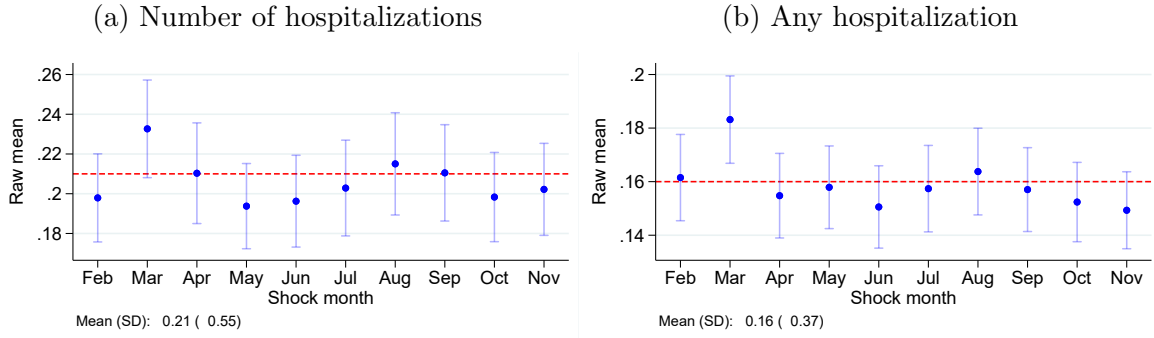 (a) Number of hospitalizations
Raw mean
.26
.24
.22
.2
.18
Feb Mar Apr May Jun Jul Aug Sep Oct Nov
Shock month
Mean (SD): 0.21 ( 0.55)
(b) Any hospitalization
Raw mean
.2
.18
.16
.14
Feb Mar Apr May Jun Jul Aug Sep Oct Nov
Shock month
Mean (SD): 0.16 ( 0.37)